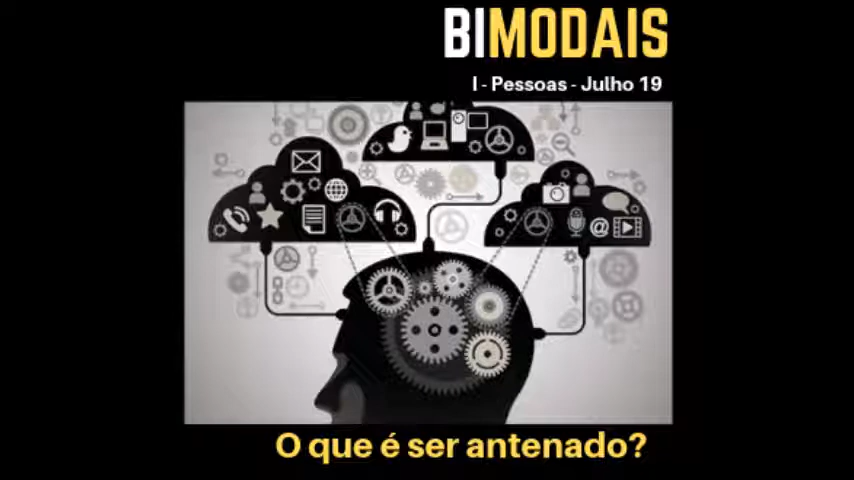 BIMODAIS
I - Pessoas - Julho 19
@
O que é ser antenado?